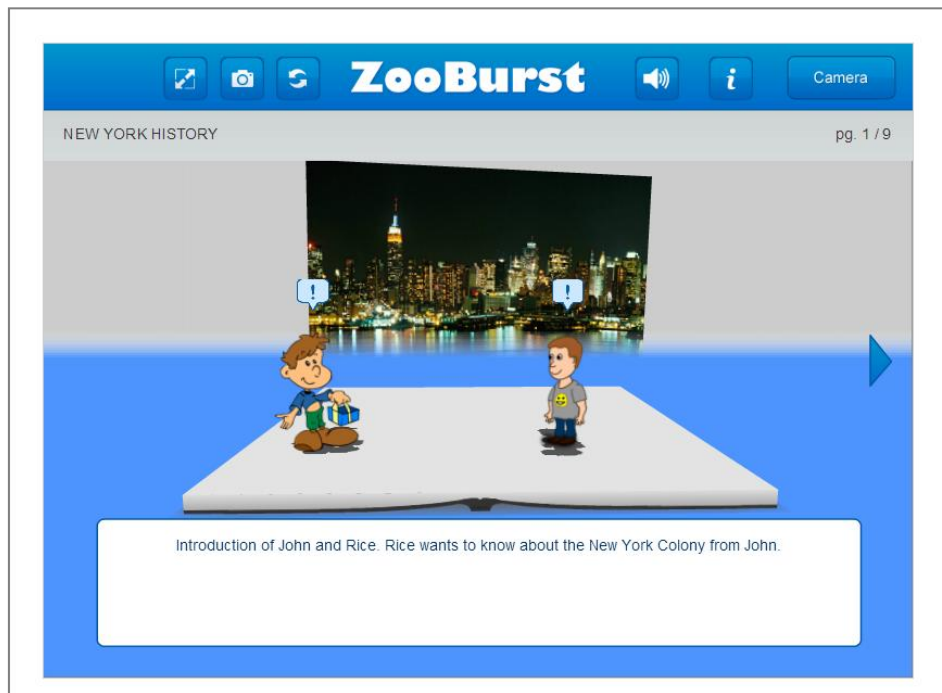 ZooBurst
Camera
NEW YORK HISTORY
pg. 1 / 9
!
!
Introduction of John and Rice. Rice wants to know about the New York Colony from John.